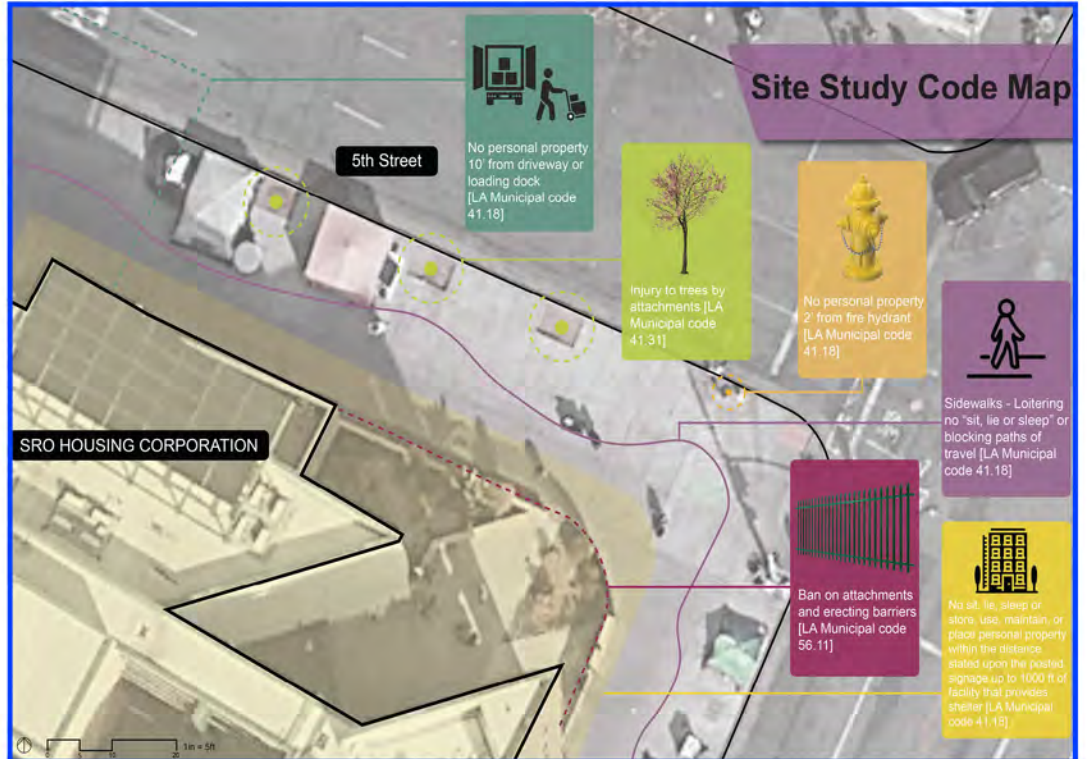 Site Study Code Map
No personal property
10' from driveway or
loading dock
[LA Municipal code
41.18]
5th Street
Injury to trees by
attachments [LA
Municipal code
41.31]
No personal property
2' from fire hydrant
[LA Municipal code
41.18]
Sidewalks - Loitering
no "sit, lie or sleep" or
blocking paths of
travel [LA Municipal
code 41.18]
SRO HOUSING CORPORATION
Ban on attachments
and erecting barriers
[LA Municipal code
56.11]
No sit, lie, sleep or
store, use, maintain, or
place personal property
within the distance
stated upon the posted
signage up to 1000 ft of
facility that provides
shelter [LA Municipal
code 41.18]
1in = 5ft
0 5 10 20